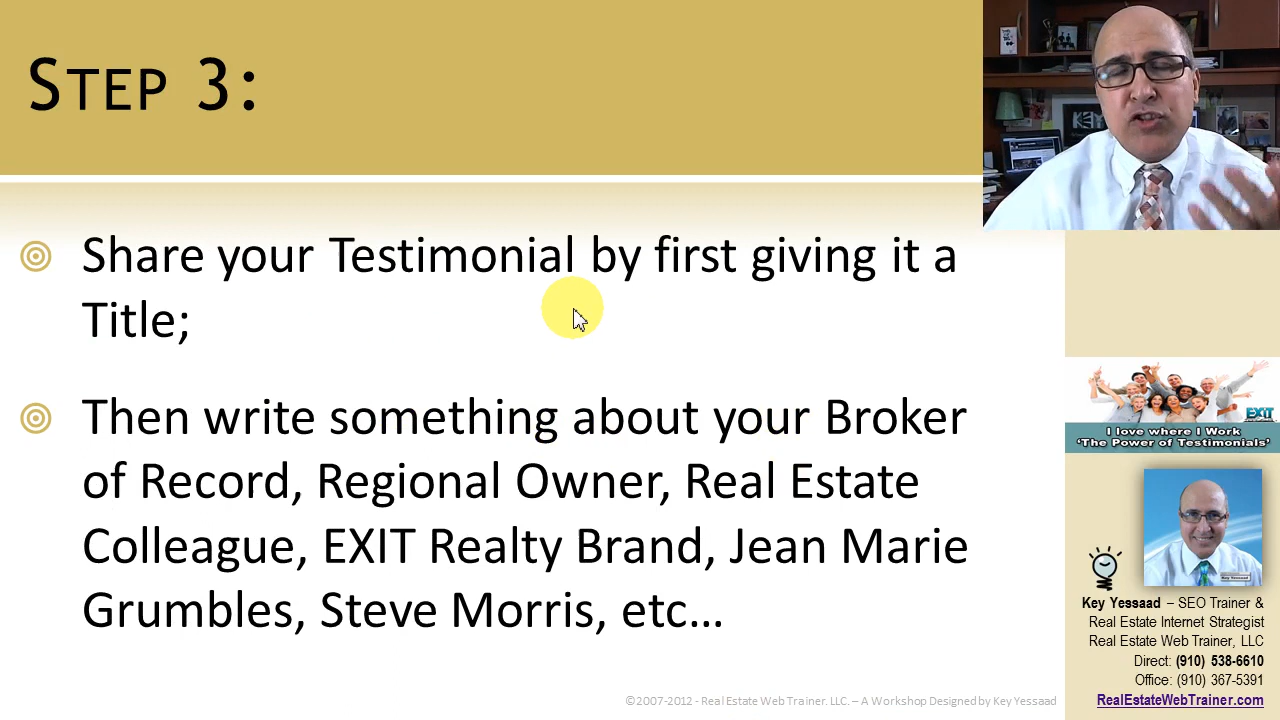 STEP 3:
Share your Testimonial by first giving it a
Title;
Then write something about your Broker
of Record, Regional Owner, Real Estate
Colleague, EXIT Realty Brand, Jean Marie
Grumbles, Steve Morris, etc…
EXIT
I love where I Work
‘The Power of Testimonials’
Key Yessaad
Key Yessaad – SEO Trainer &
Real Estate Internet Strategist
Real Estate Web Trainer, LLC
Direct: (910) 538-6610
Office: (910) 367-5391
RealEstateWebTrainer.com
©2007-2012 - Real Estate Web Trainer. LLC. – A Workshop Designed by Key Yessaad